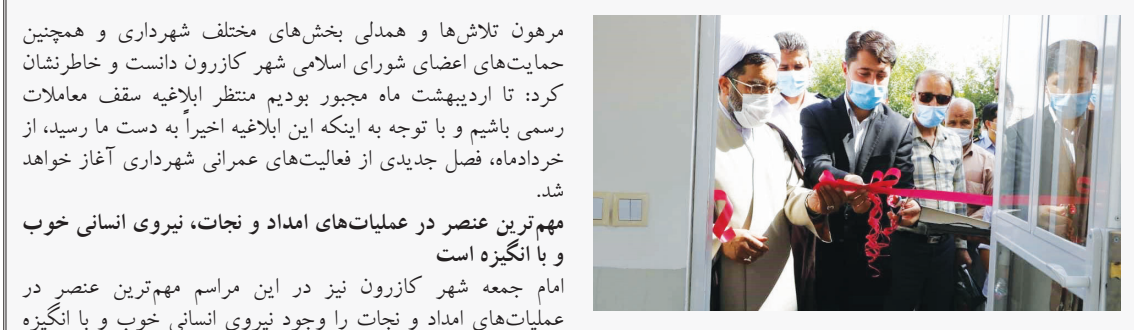 مرهون تلاش‌ها و همدلی بخش‌های مختلف شهرداری و همچنین
حمایت‌های اعضای شورای اسلامی شهر کازرون دانست و خاطرنشان
کرد: تا اردیبهشت ماه مجبور بودیم منتظر ابلاغیه سقف معاملات
رسمی باشیم و با توجه به اینکه این ابلاغیه اخیراً به دست ما رسید، از
خردادماه، فصل جدیدی از فعالیت‌های عمرانی شهرداری آغاز خواهد
شد.
مهم‌ترین عنصر در عملیات‌های امداد و نجات، نیروی انسانی خوب
و با انگیزه است
امام جمعه شهر کازرون نیز در این مراسم مهم‌ترین عنصر در
عملیات‌های امداد و نجات را وجود نیروی انسانی خوب و با انگیزه